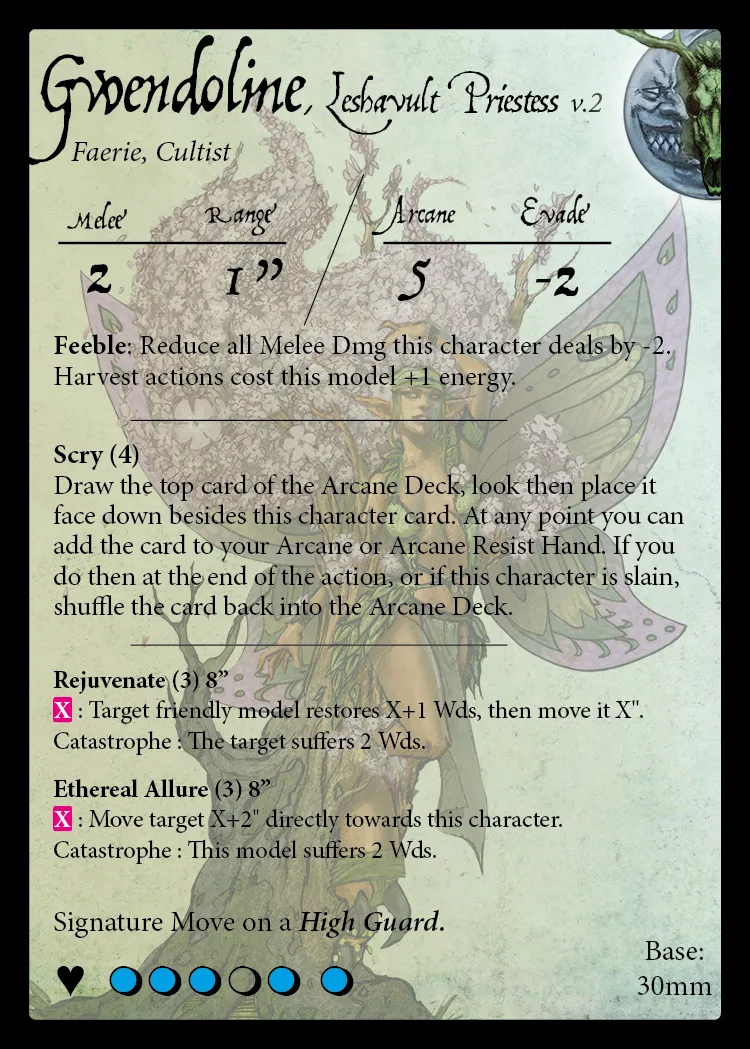 Gwendoline, Leshavult Priestess v.2
Faerie, Cultist
Melee Range Arcane Evade
2 1” 5 -2
Feeble: Reduce all Melee Dmg this character deals by -2.
Harvest actions cost this model +1 energy.
Scry (4)
Draw the top card of the Arcane Deck, look then place it
face down besides this character card. At any point you can
add the card to your Arcane or Arcane Resist Hand. If you
do then at the end of the action, or if this character is slain,
shuffle the card back into the Arcane Deck.
Rejuvenate (3) 8”
X : Target friendly model restores X+1 Wds, then move it X".
Catastrophe : The target suffers 2 Wds.
Ethereal Allure (3) 8”
X : Move target X+2" directly towards this character.
Catastrophe : This model suffers 2 Wds.
Signature Move on a High Guard.
Base:
30mm